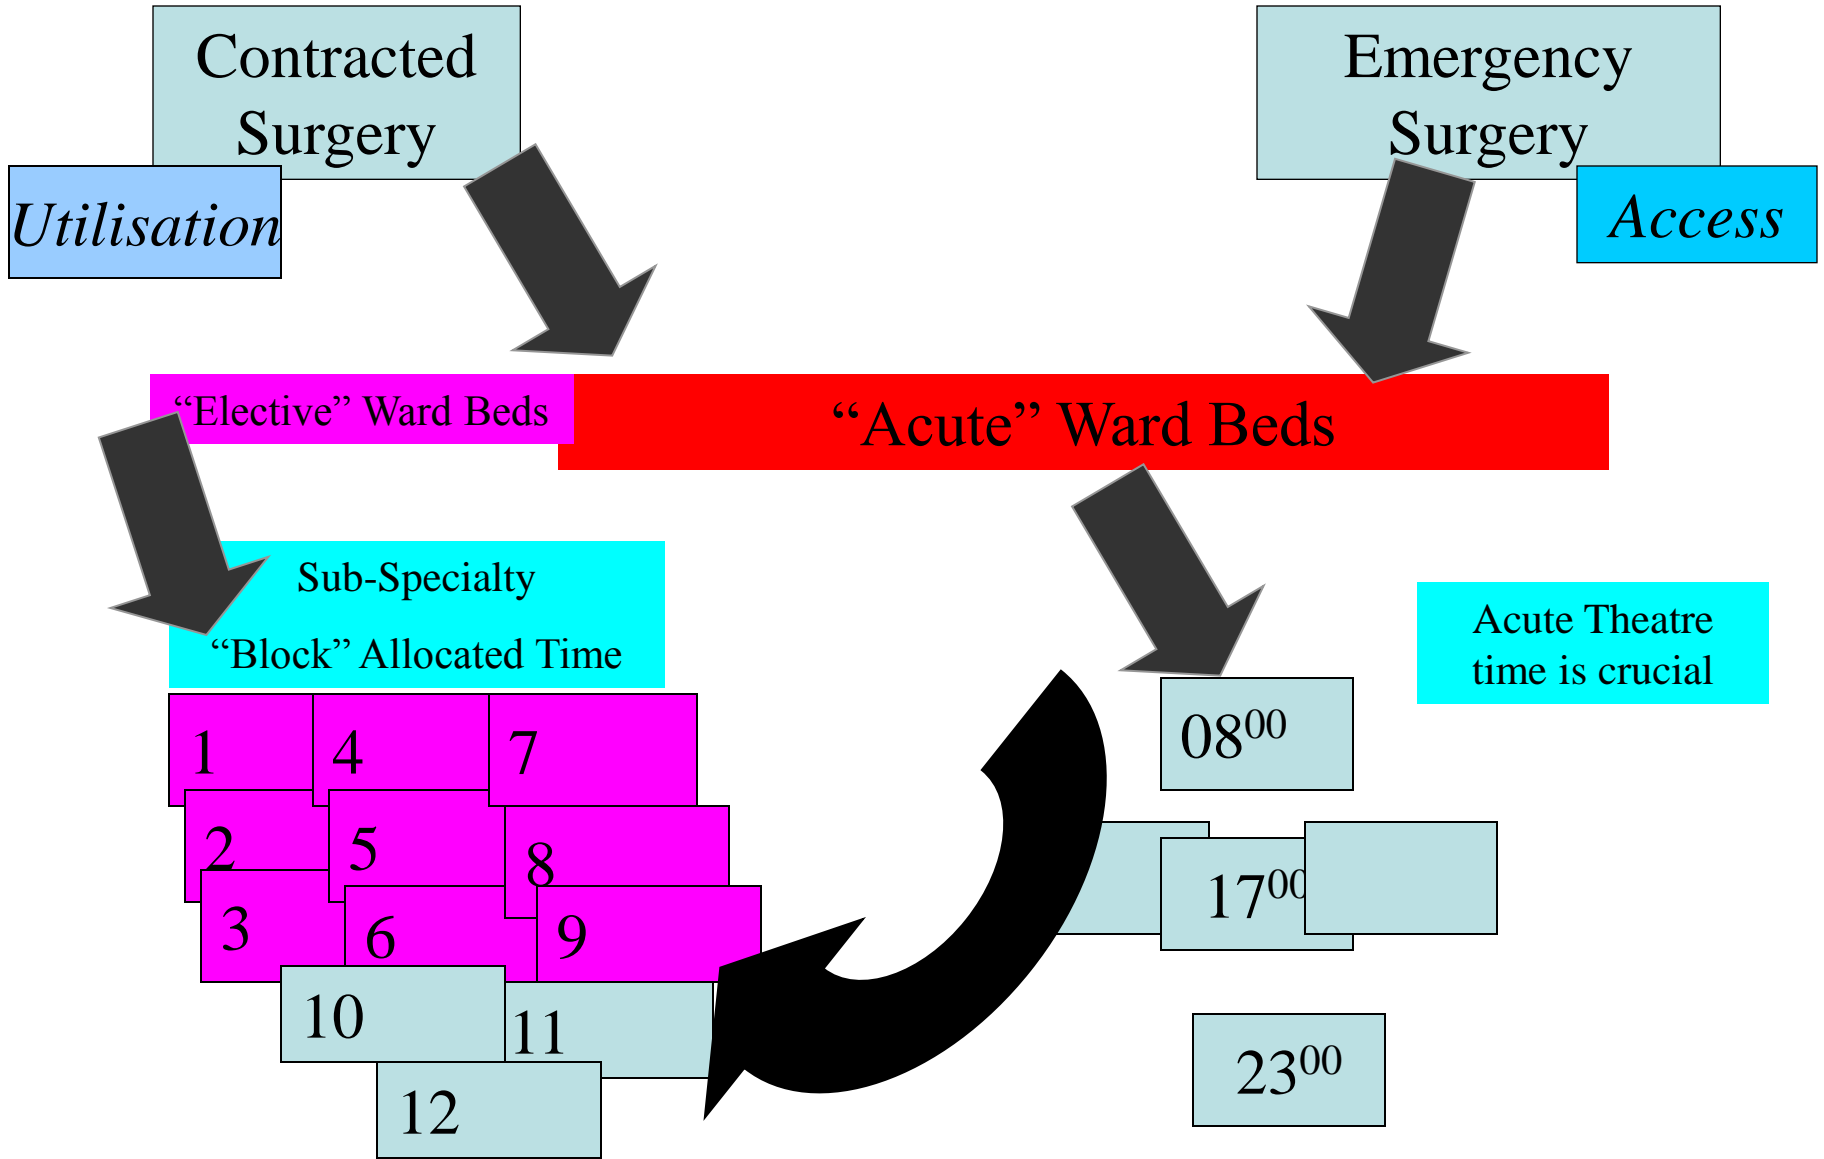 Contracted
Surgery
Utilisation
Emergency
Surgery
Access
“Elective” Ward Beds
“Acute” Ward Beds
Sub-Specialty
“Block” Allocated Time
Acute Theatre
time is crucial
1
4
7
2
5
8
3
6
9
10
11
12
08⁰⁰
17⁰⁰
23⁰⁰